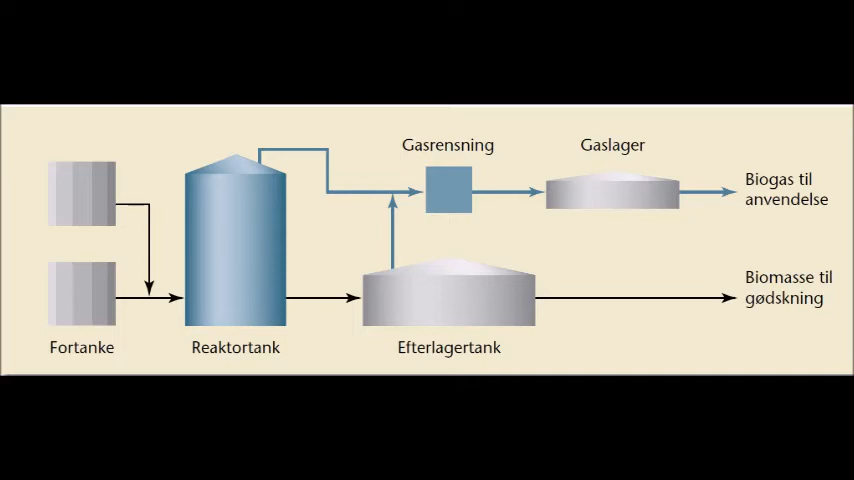 Gasrensning
Gaslager
Biogas til
anvendelse
Biomasse til
gødskning
Fortanke
Reaktortank
Efterlagertank